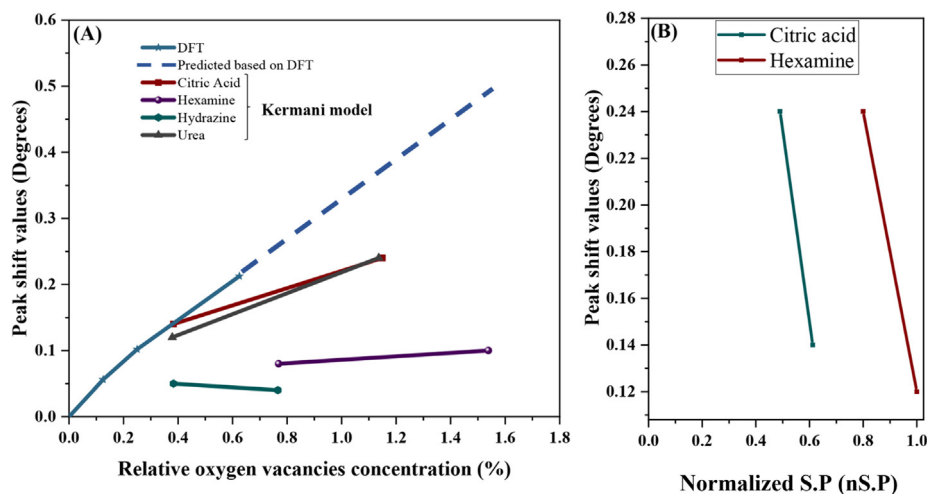 (A)
DFT
Predicted based on DFT
Citric Acid
Hexamine
Hydrazine
Urea
Kermani model
Peak shift values (Degrees)
0.6
0.5
0.4
0.3
0.2
0.1
0.0
0.0 0.2 0.4 0.6 0.8 1.0 1.2 1.4 1.6 1.8
Relative oxygen vacancies concentration (%)
(B)
Citric acid
Hexamine
Peak shift values (Degrees)
0.28
0.26
0.24
0.22
0.20
0.18
0.16
0.14
0.12
0.0 0.2 0.4 0.6 0.8 1.0
Normalized S.P (nS.P)